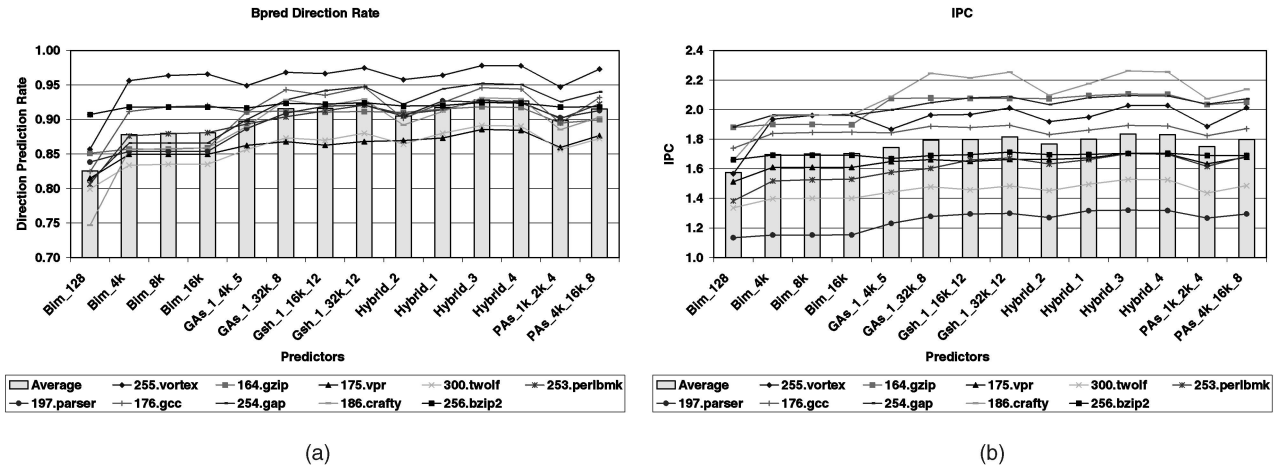 Bpred Direction Rate
Direction Prediction Rate
1.00
0.95
0.90
0.85
0.80
0.75
0.70
Bim_128
Bim_4k
Bim_8k
Bim_16k
GAs_1_4k_5
GAs_1_32k_8
Gsh_1_16k_12
Gsh_1_32k_12
Hybrid_2
Hybrid_1
Hybrid_3
Hybrid_4
PAs_1k_2k_4
PAs_4k_16k_8
Predictors
Average 255.vortex 164.gzip 175.vpr 300.twolf 253.perlbmk
197.parser 176.gcc 254.gap 186.crafty 256.bzip2
(a)
IPC
IPC
2.4
2.2
2.0
1.8
1.6
1.4
1.2
1.0
Bim_128
Bim_4k
Bim_8k
Bim_16k
GAs_1_4k_5
GAs_1_32k_8
Gsh_1_16k_12
Gsh_1_32k_12
Hybrid_2
Hybrid_1
Hybrid_3
Hybrid_4
PAs_1k_2k_4
PAs_4k_16k_8
Predictors
Average 255.vortex 164.gzip 175.vpr 300.twolf 253.perlbmk
197.parser 176.gcc 254.gap 186.crafty 256.bzip2
(b)